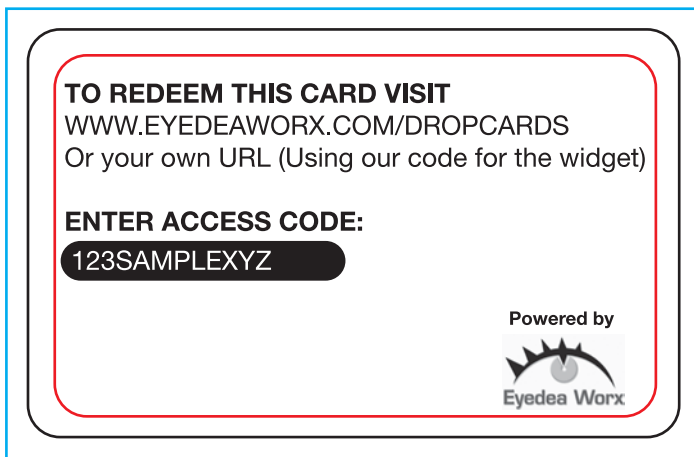 TO REDEEM THIS CARD VISIT
WWW.EYEDEAWORX.COM/DROPCARDS
Or your own URL (Using our code for the widget)
ENTER ACCESS CODE:
123SAMPLEXYZ
Powered by
Eyedea Worx